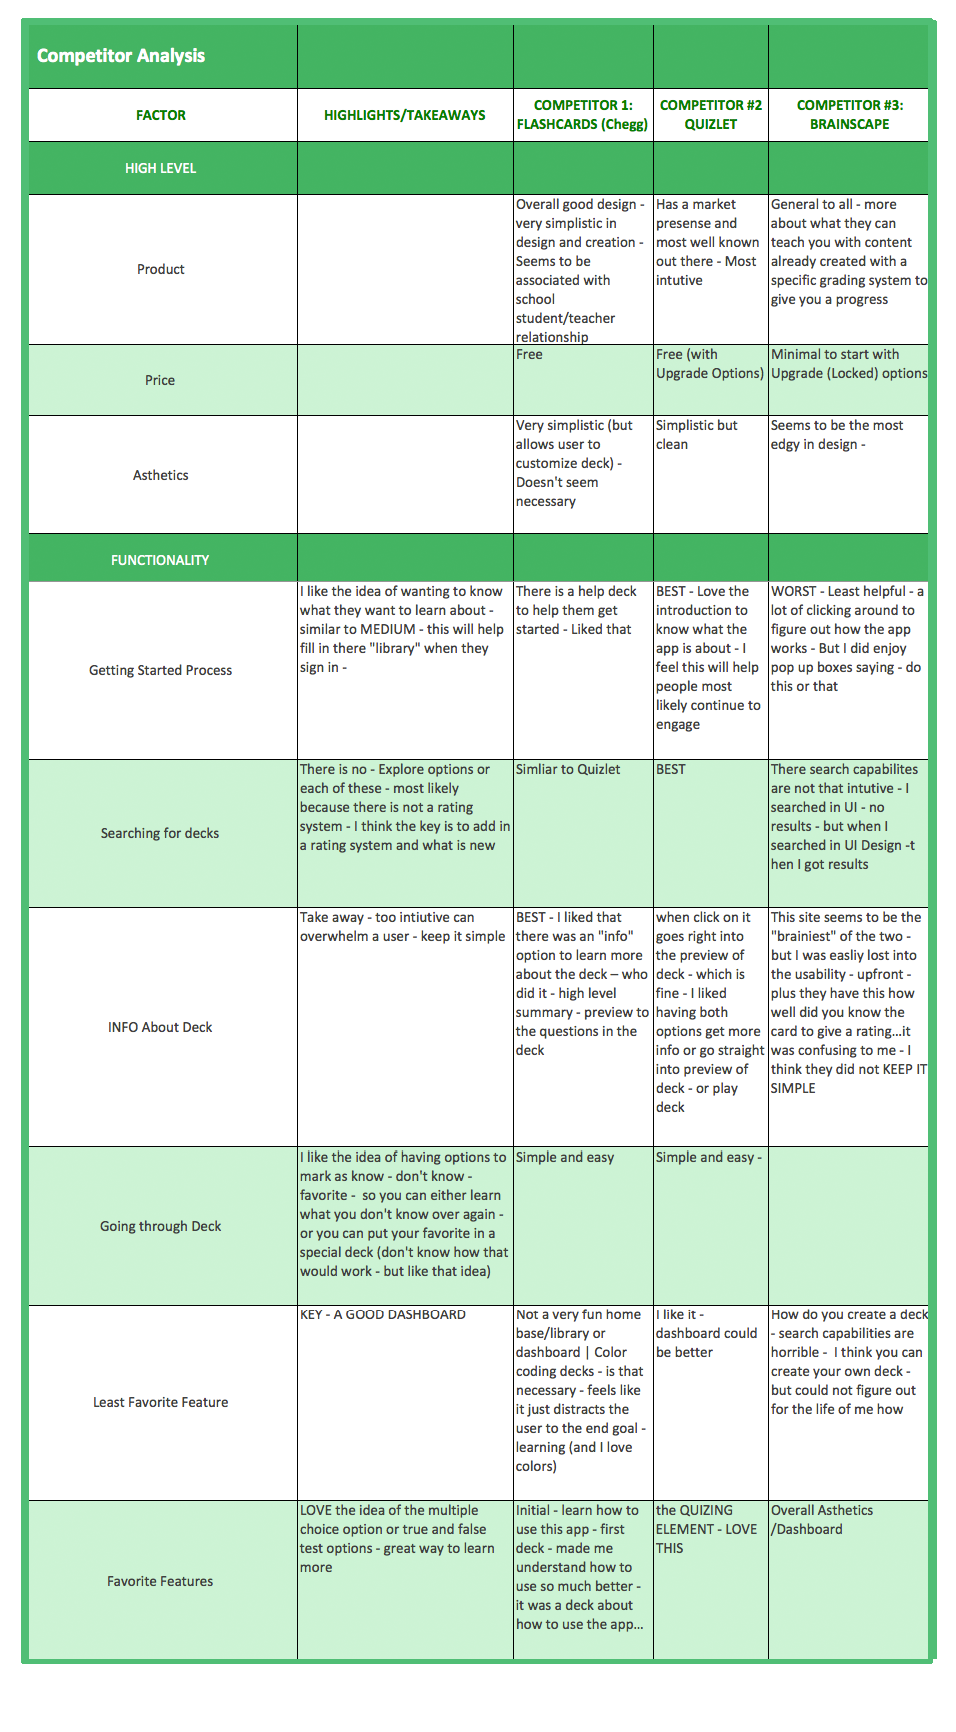 Competitor Analysis
FACTOR
HIGHLIGHTS/TAKEAWAYS
COMPETITOR 1:
FLASHCARDS (Chegg)
COMPETITOR #2
QUIZLET
COMPETITOR #3:
BRAINSCAPE
HIGH LEVEL
Product
Overall good design -
very simplistic in
design and creation -
Seems to be
associated with
school
student/teacher
relationship
Has a market
presense and
most well known
out there - Most
intutive
General to all - more
about what they can
teach you with content
already created with a
specific grading system to
give you a progress
Price
Free
Free (with
Upgrade Options)
Minimal to start with
Upgrade (Locked) options
Asthetics
Very simplistic (but
allows user to
customize deck) -
Doesn't seem
necessary
Simplistic but
clean
Seems to be the most
edgy in design -
FUNCTIONALITY
Getting Started Process
I like the idea of wanting to know
what they want to learn about -
similar to MEDIUM - this will help
fill in there "library" when they
sign in -
There is a help deck
to help them get
started - Liked that
BEST - Love the
introduction to
know what the
app is about - I
feel this will help
people most
likely continue to
engage
WORST - Least helpful - a
lot of clicking around to
figure out how the app
works - But I did enjoy
pop up boxes saying - do
this or that
Searching for decks
There is no - Explore options or
each of these - most likely
because there is not a rating
system - I think the key is to add in
a rating system and what is new
Simliar to Quizlet
BEST
There search capabilites
are not that intutive - I
searched in UI - no
results - but when I
searched in UI Design -t
hen I got results
INFO About Deck
Take away - too intiutive can
overwhelm a user - keep it simple
BEST - I liked that
there was an "info"
option to learn more
about the deck – who
did it - high level
summary - preview to
the questions in the
deck
when click on it
goes right into
the preview of
deck - which is
fine - I liked
having both
options get more
info or go straight
into preview of
deck - or play
deck
This site seems to be the
"brainiest" of the two -
but I was easliy lost into
the usability - upfront -
plus they have this how
well did you know the
card to give a rating...it
was confusing to me - I
think they did not KEEP IT
SIMPLE
Going through Deck
I like the idea of having options to
mark as know - don't know -
favorite -  so you can either learn
what you don't know over again -
or you can put your favorite in a
special deck (don't know how that
would work - but like that idea)
Simple and easy
Simple and easy -
Least Favorite Feature
KEY - A GOOD DASHBOARD
Not a very fun home
base/library or
dashboard | Color
coding decks - is that
necessary - feels like
it just distracts the
user to the end goal -
learning (and I love
colors)
I like it -
dashboard could
be better
How do you create a deck
- search capabilities are
horrible -  I think you can
create your own deck -
but could not figure out
for the life of me how
Favorite Features
LOVE the idea of the multiple
choice option or true and false
test options - great way to learn
more
Initial - learn how to
use this app - first
deck - made me
understand how to
use so much better -
it was a deck about
how to use the app...
the QUIZING
ELEMENT - LOVE
THIS
Overall Asthetics
/Dashboard